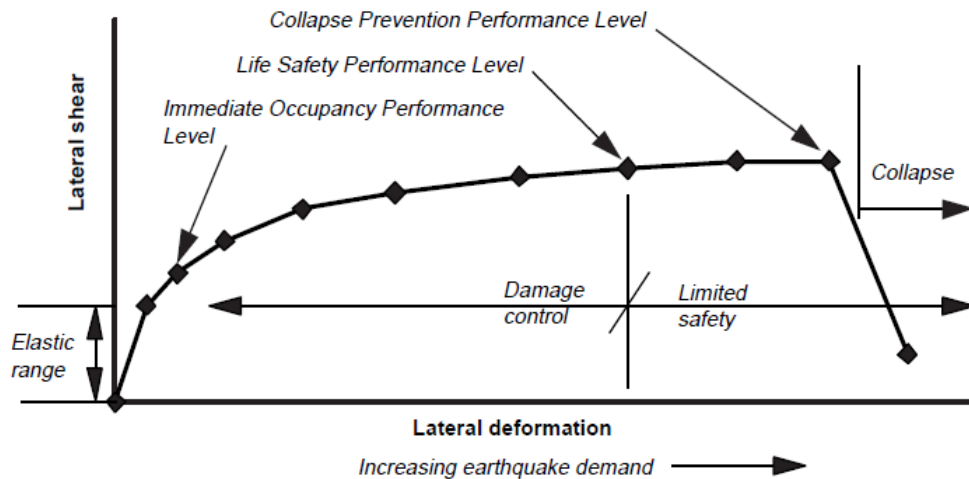 Collapse Prevention Performance Level
Life Safety Performance Level
Immediate Occupancy Performance
Level
Lateral shear
Collapse
Damage
control
Limited
safety
Elastic
range
Lateral deformation
Increasing earthquake demand